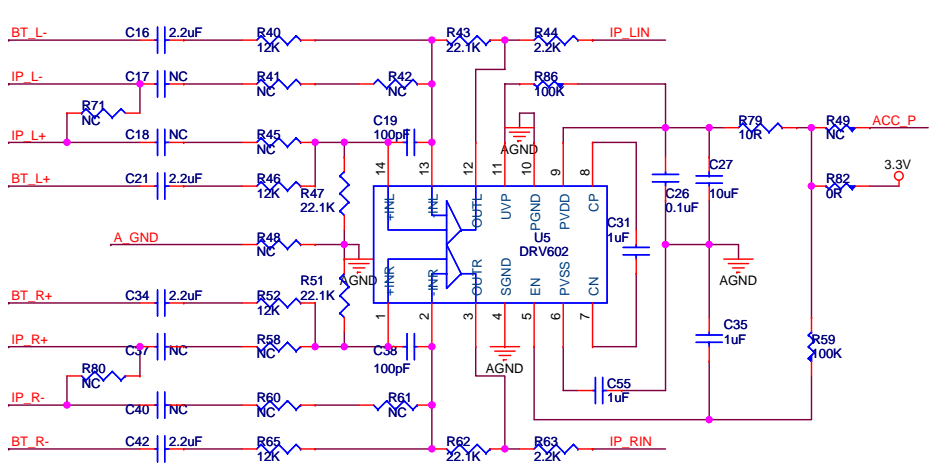 BT_L- C16 2.2uF R40 12K R43 22.1K R44 2.2K IP_LIN
IP_L- C17 NC R41 NC R42 NC R86 100K
R71 NC
IP_L+ C18 NC R45 NC C19 100pF AGND R79 10R R49 NC ACC_P
BT_L+ C21 2.2uF R46 12K R47 22.1K C26 0.1uF C27 10uF R82 0R 3.3V
14 13 12 11 10 9 8
+INL -INL OUTL UVP PGND PVDD CP
U5
DRV602
C31
1uF
A_GND R48 NC AGND AGND
+INR -INR OUTR SGND EN PVSS CN
1 2 3 4 5 6 7
BT_R+ C34 2.2uF R52 12K R51 22.1K
IP_R+ C37 NC R58 NC C38 100pF AGND C35 1uF R59 100K
R80 NC
IP_R- C40 NC R60 NC R61 NC C55 1uF
BT_R- C42 2.2uF R65 12K R62 22.1K R63 2.2K IP_RIN